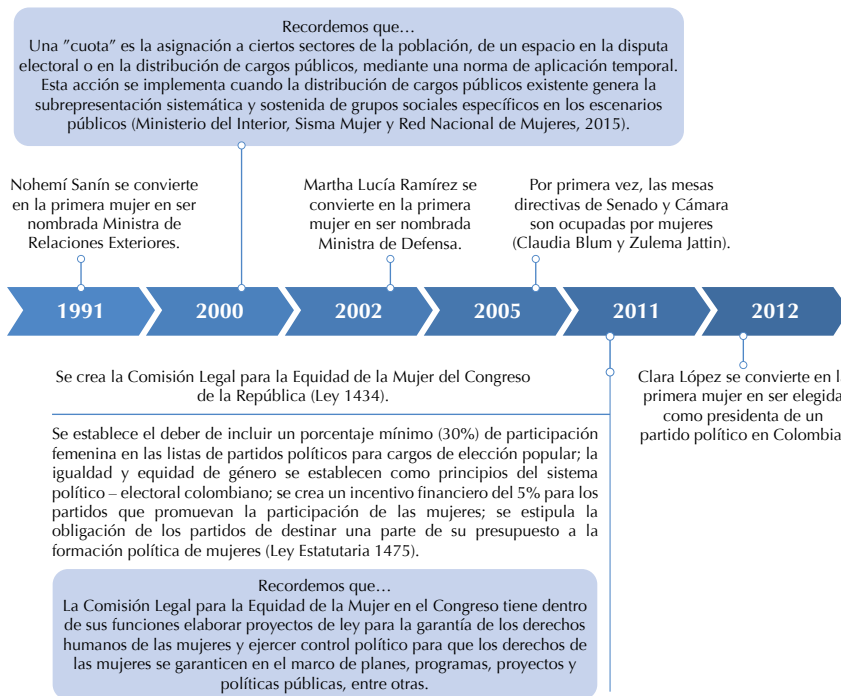 Recordemos que…
Una ”cuota” es la asignación a ciertos sectores de la población, de un espacio en la disputa
electoral o en la distribución de cargos públicos, mediante una norma de aplicación temporal.
Esta acción se implementa cuando la distribución de cargos públicos existente genera la
subrepresentación sistemática y sostenida de grupos sociales específicos en los escenarios
públicos (Ministerio del Interior, Sisma Mujer y Red Nacional de Mujeres, 2015).
Nohemí Sanín se convierte
en la primera mujer en ser
nombrada Ministra de
Relaciones Exteriores.
Martha Lucía Ramírez se
convierte en la primera
mujer en ser nombrada
Ministra de Defensa.
Por primera vez, las mesas
directivas de Senado y Cámara
son ocupadas por mujeres
(Claudia Blum y Zulema Jattin).
1991
2000
2002
2005
2011
2012
Se crea la Comisión Legal para la Equidad de la Mujer del Congreso
de la República (Ley 1434).
Se establece el deber de incluir un porcentaje mínimo (30%) de participación
femenina en las listas de partidos políticos para cargos de elección popular; la
igualdad y equidad de género se establecen como principios del sistema
político – electoral colombiano; se crea un incentivo financiero del 5% para los
partidos que promuevan la participación de las mujeres; se estipula la
obligación de los partidos de destinar una parte de su presupuesto a la
formación política de mujeres (Ley Estatutaria 1475).
Recordemos que…
La Comisión Legal para la Equidad de la Mujer en el Congreso tiene dentro
de sus funciones elaborar proyectos de ley para la garantía de los derechos
humanos de las mujeres y ejercer control político para que los derechos de
las mujeres se garanticen en el marco de planes, programas, proyectos y
políticas públicas, entre otras.
Clara López se convierte en l
primera mujer en ser elegida
como presidenta de un
partido político en Colombia